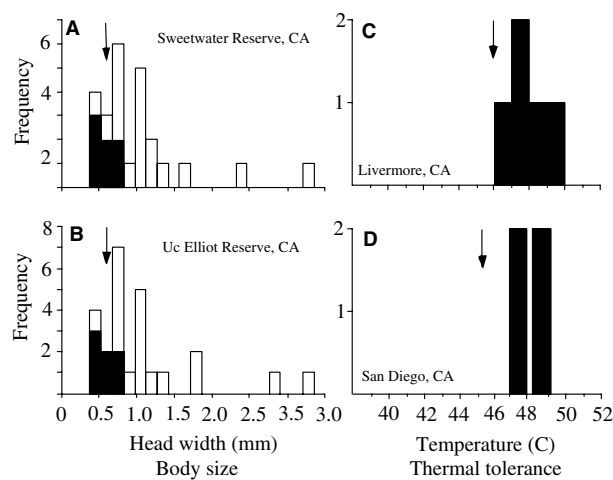 A
Sweetwater Reserve, CA
Frequency
6
4
2
B
Uc Elliot Reserve, CA
Frequency
8
6
4
2
0
0.5
1.0
1.5
2.0
2.5
3.5
3.0
Head width (mm)
Body size
C
2
1
Livermore, CA
D
2
1
San Diego, CA
40
42
44
46
48
50
52
Temperature (C)
Thermal tolerance